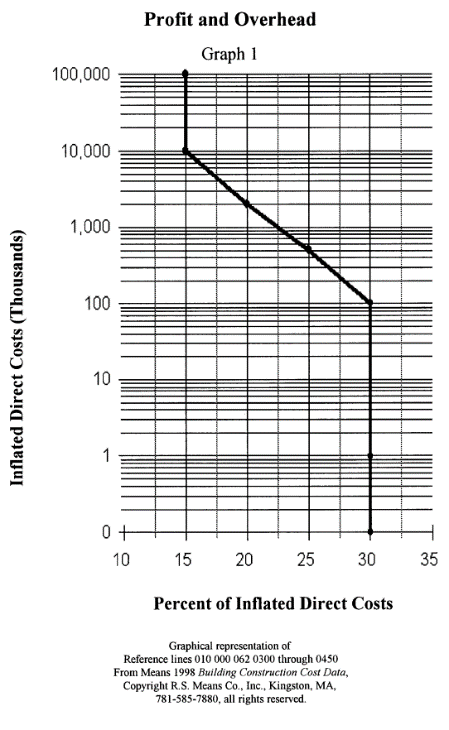 Profit and Overhead
Graph 1
100,000
10,000
1,000
100
10
1
0
10 15 20 25 30 35
Inflated Direct Costs (Thousands)
Percent of Inflated Direct Costs
Graphical representation of
Reference lines 010 000 062 0300 through 0450
From Means 1998 Building Construction Cost Data,
Copyright R.S. Means Co., Inc., Kingston, MA,
781-585-7880, all rights reserved.